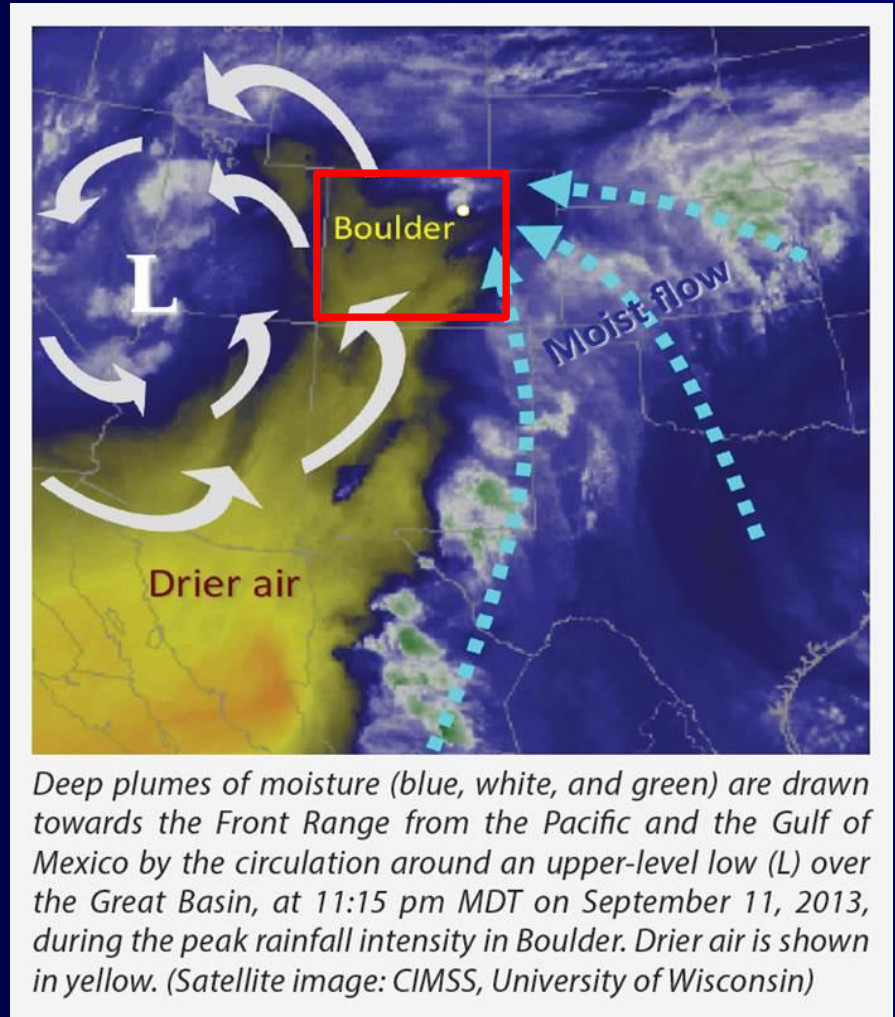 Boulder
L
Moist flow
Drier air
Deep plumes of moisture (blue, white, and green) are drawn
towards the Front Range from the Pacific and the Gulf of
Mexico by the circulation around an upper-level low (L) over
the Great Basin, at 11:15 pm MDT on September 11, 2013,
during the peak rainfall intensity in Boulder. Drier air is shown
in yellow. (Satellite image: CIMSS, University of Wisconsin)